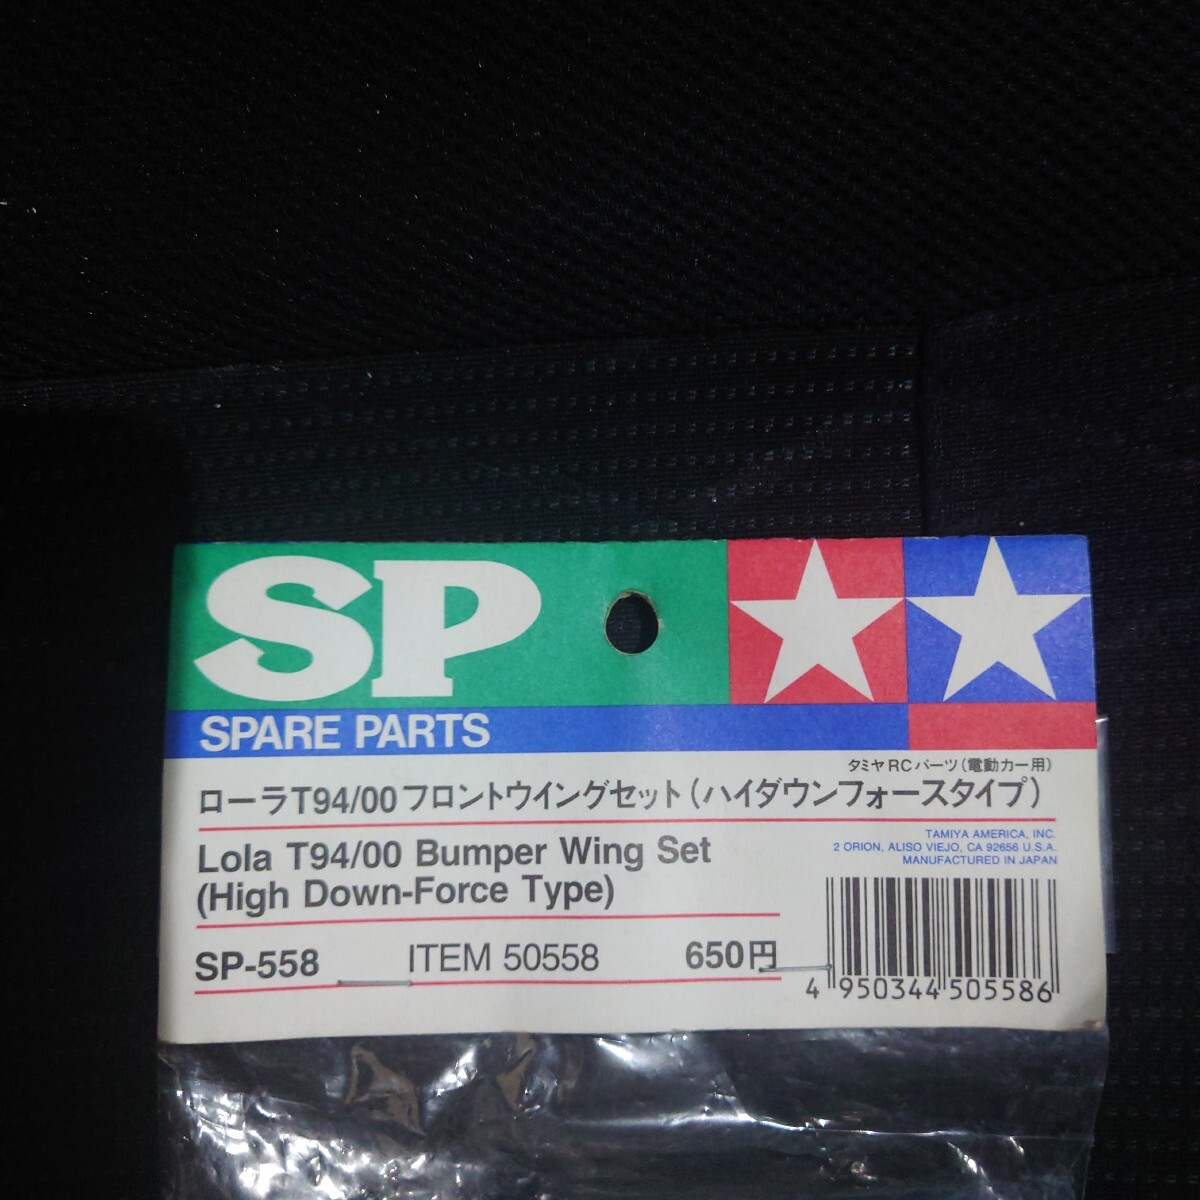 SP
SPARE PARTS
タミヤRCパーツ(電動カー用)
ローラT94/00フロントウイングセット(ハイダウンフォースタイプ)
Lola T94/00 Bumper Wing Set
(High Down-Force Type)
TAMIYA AMERICA, INC.
2 ORION, ALISO VIEJO, CA 92656 U.S.A.
MANUFACTURED IN JAPAN
SP-558 ITEM 50558 650円
4 950344 505586